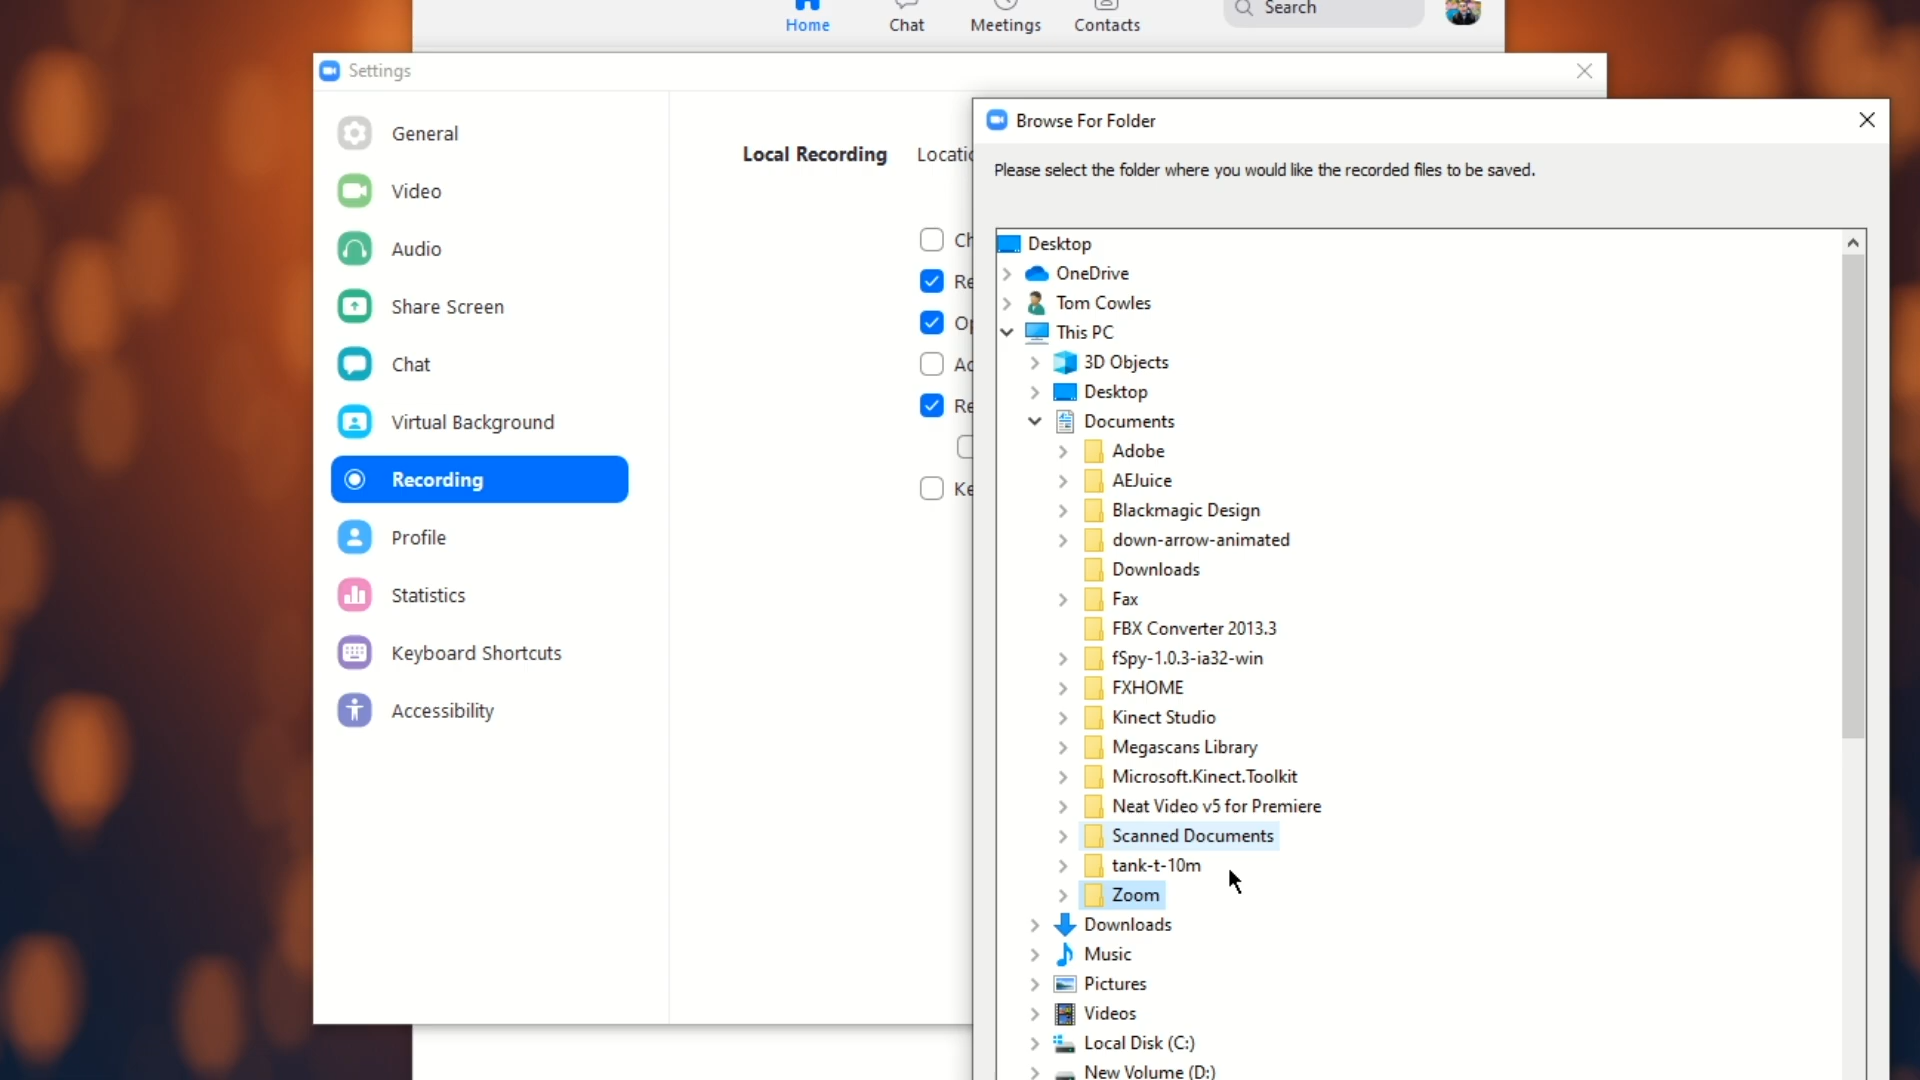 Home
Chat
Meetings
Contacts
Search
Settings
General
Video
Audio
Share Screen
Chat
Virtual Background
Recording
Profile
Statistics
Keyboard Shortcuts
Accessibility
Local Recording
Browse For Folder
Please select the folder where you would like the recorded files to be saved.
Desktop
OneDrive
Tom Cowles
This PC
3D Objects
Desktop
Documents
Adobe
AEJuice
Blackmagic Design
down-arrow-animated
Downloads
Fax
FBX Converter 2013.3
fSpy-1.0.3-ia32-win
FXHOME
Kinect Studio
Megascans Library
Microsoft.Kinect.Toolkit
Neat Video v5 for Premiere
Scanned Documents
tank-t-10m
Zoom
Downloads
Music
Pictures
Videos
Local Disk (C:)
New Volume (D:)